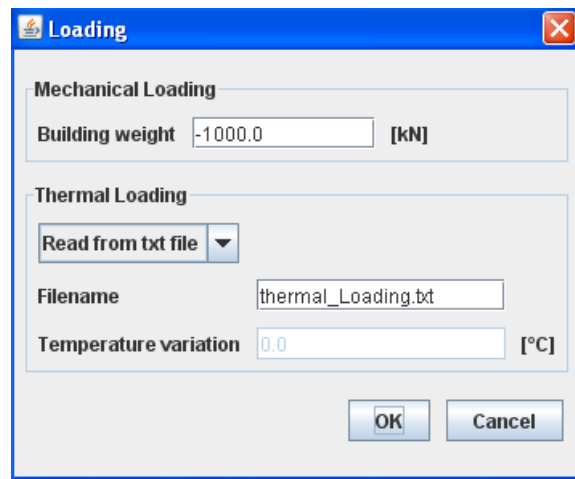 Loading
Mechanical Loading
Building weight -1000.0 [kN]
Thermal Loading
Read from txt file
Filename thermal_Loading.txt
Temperature variation 0.0 [°C]
OK Cancel